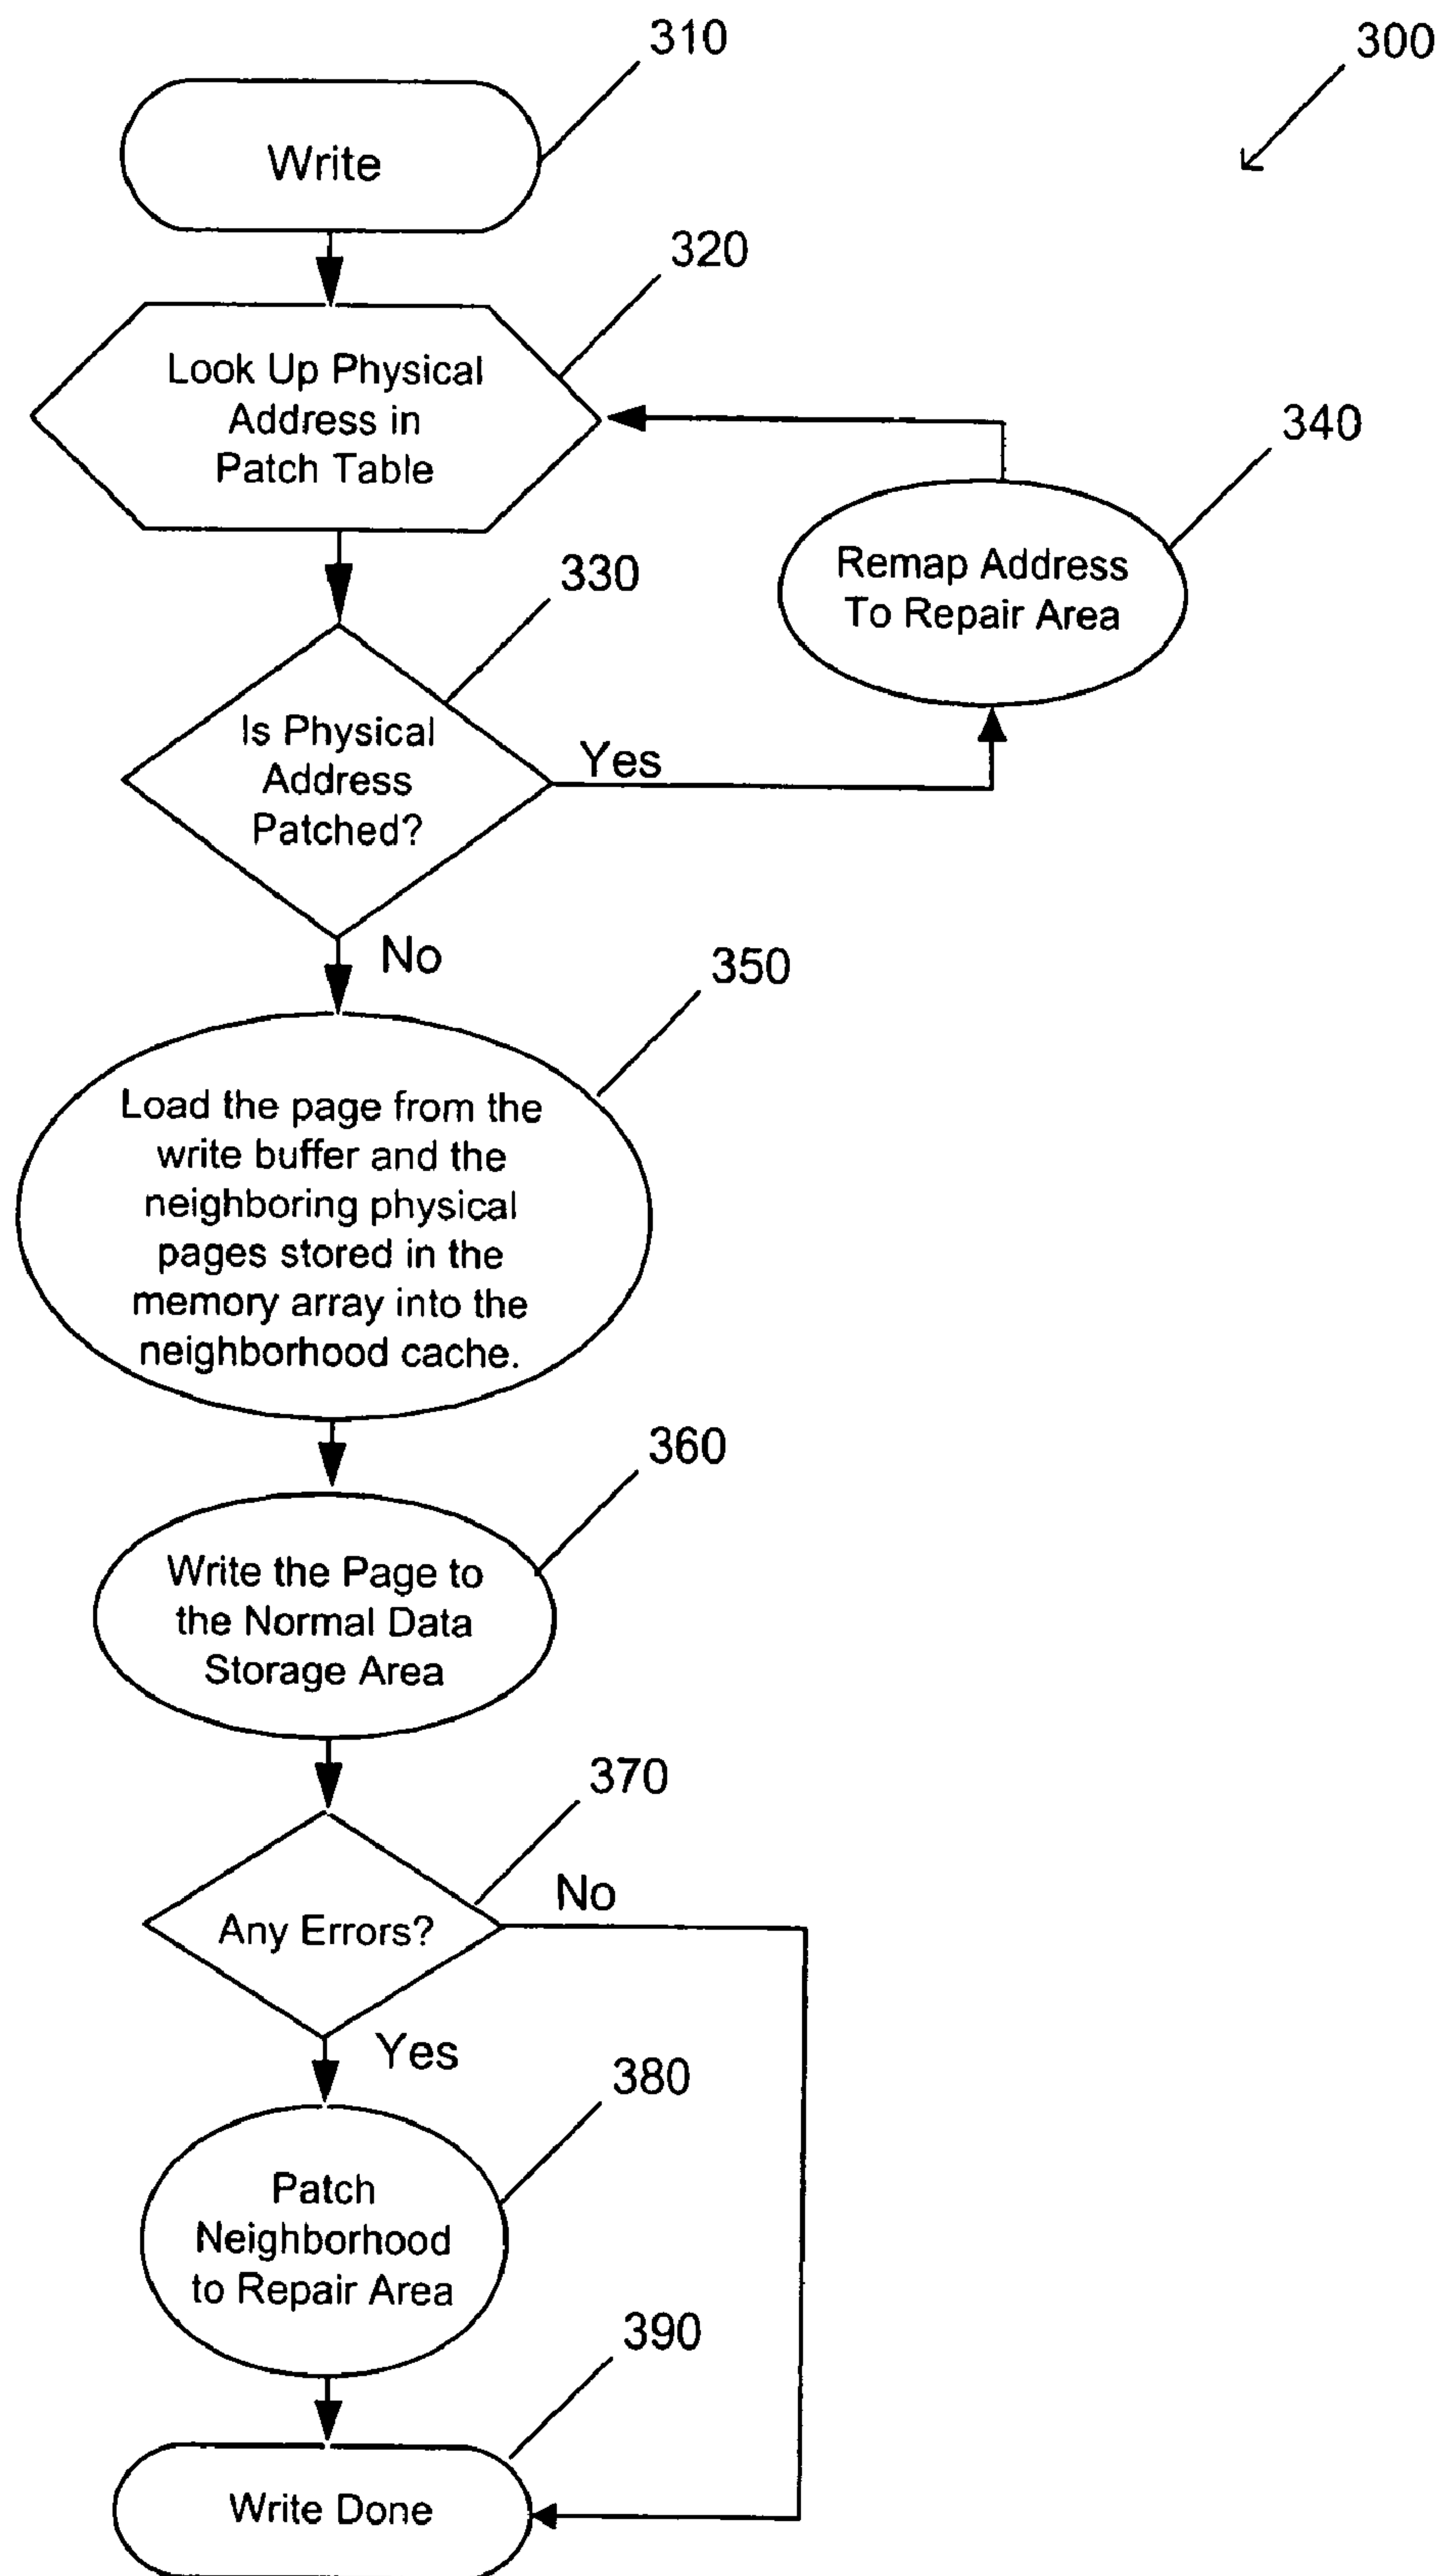 310
300
Write
320
Look Up Physical
Address in
Patch Table
340
Remap Address
To Repair Area
330
Is Physical
Address
Patched?
Yes
No
350
Load the page from the
write buffer and the
neighboring physical
pages stored in the
memory array into the
neighborhood cache.
360
Write the Page to
the Normal Data
Storage Area
370
Any Errors?
No
Yes
380
Patch
Neighborhood
to Repair Area
390
Write Done